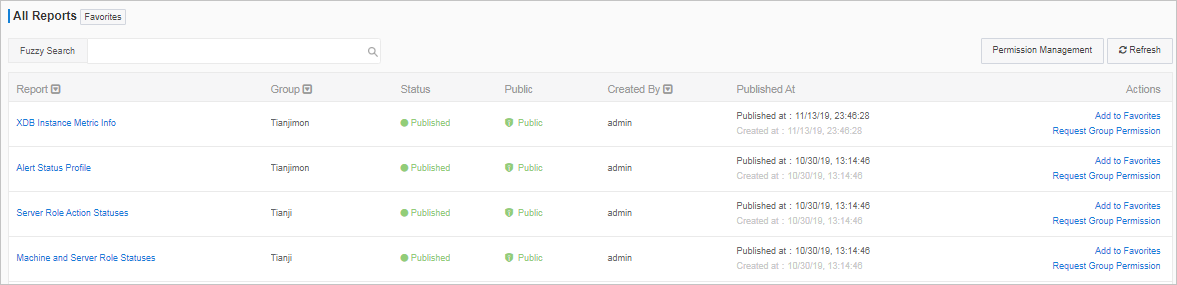 All Reports Favorites
Fuzzy Search Permission Management Refresh
Report Group Status Public Created By Published At Actions
XDB Instance Metric Info Tianjimon Published Public admin Published at : 11/13/19, 23:46:28 Add to Favorites
Created at : 11/13/19, 23:46:28 Request Group Permission
Alert Status Profile Tianjimon Published Public admin Published at : 10/30/19, 13:14:46 Add to Favorites
Created at : 10/30/19, 13:14:46 Request Group Permission
Server Role Action Statuses Tianji Published Public admin Published at : 10/30/19, 13:14:46 Add to Favorites
Created at : 10/30/19, 13:14:46 Request Group Permission
Machine and Server Role Statuses Tianji Published Public admin Published at : 10/30/19, 13:14:46 Add to Favorites
Created at : 10/30/19, 13:14:46 Request Group Permission